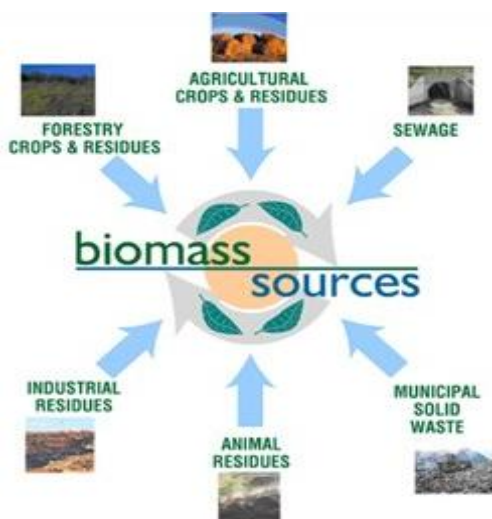 AGRICULTURAL
CROPS & RESIDUES
FORESTRY
CROPS & RESIDUES
SEWAGE
biomass
sources
INDUSTRIAL
RESIDUES
ANIMAL
RESIDUES
MUNICIPAL
SOLID
WASTE